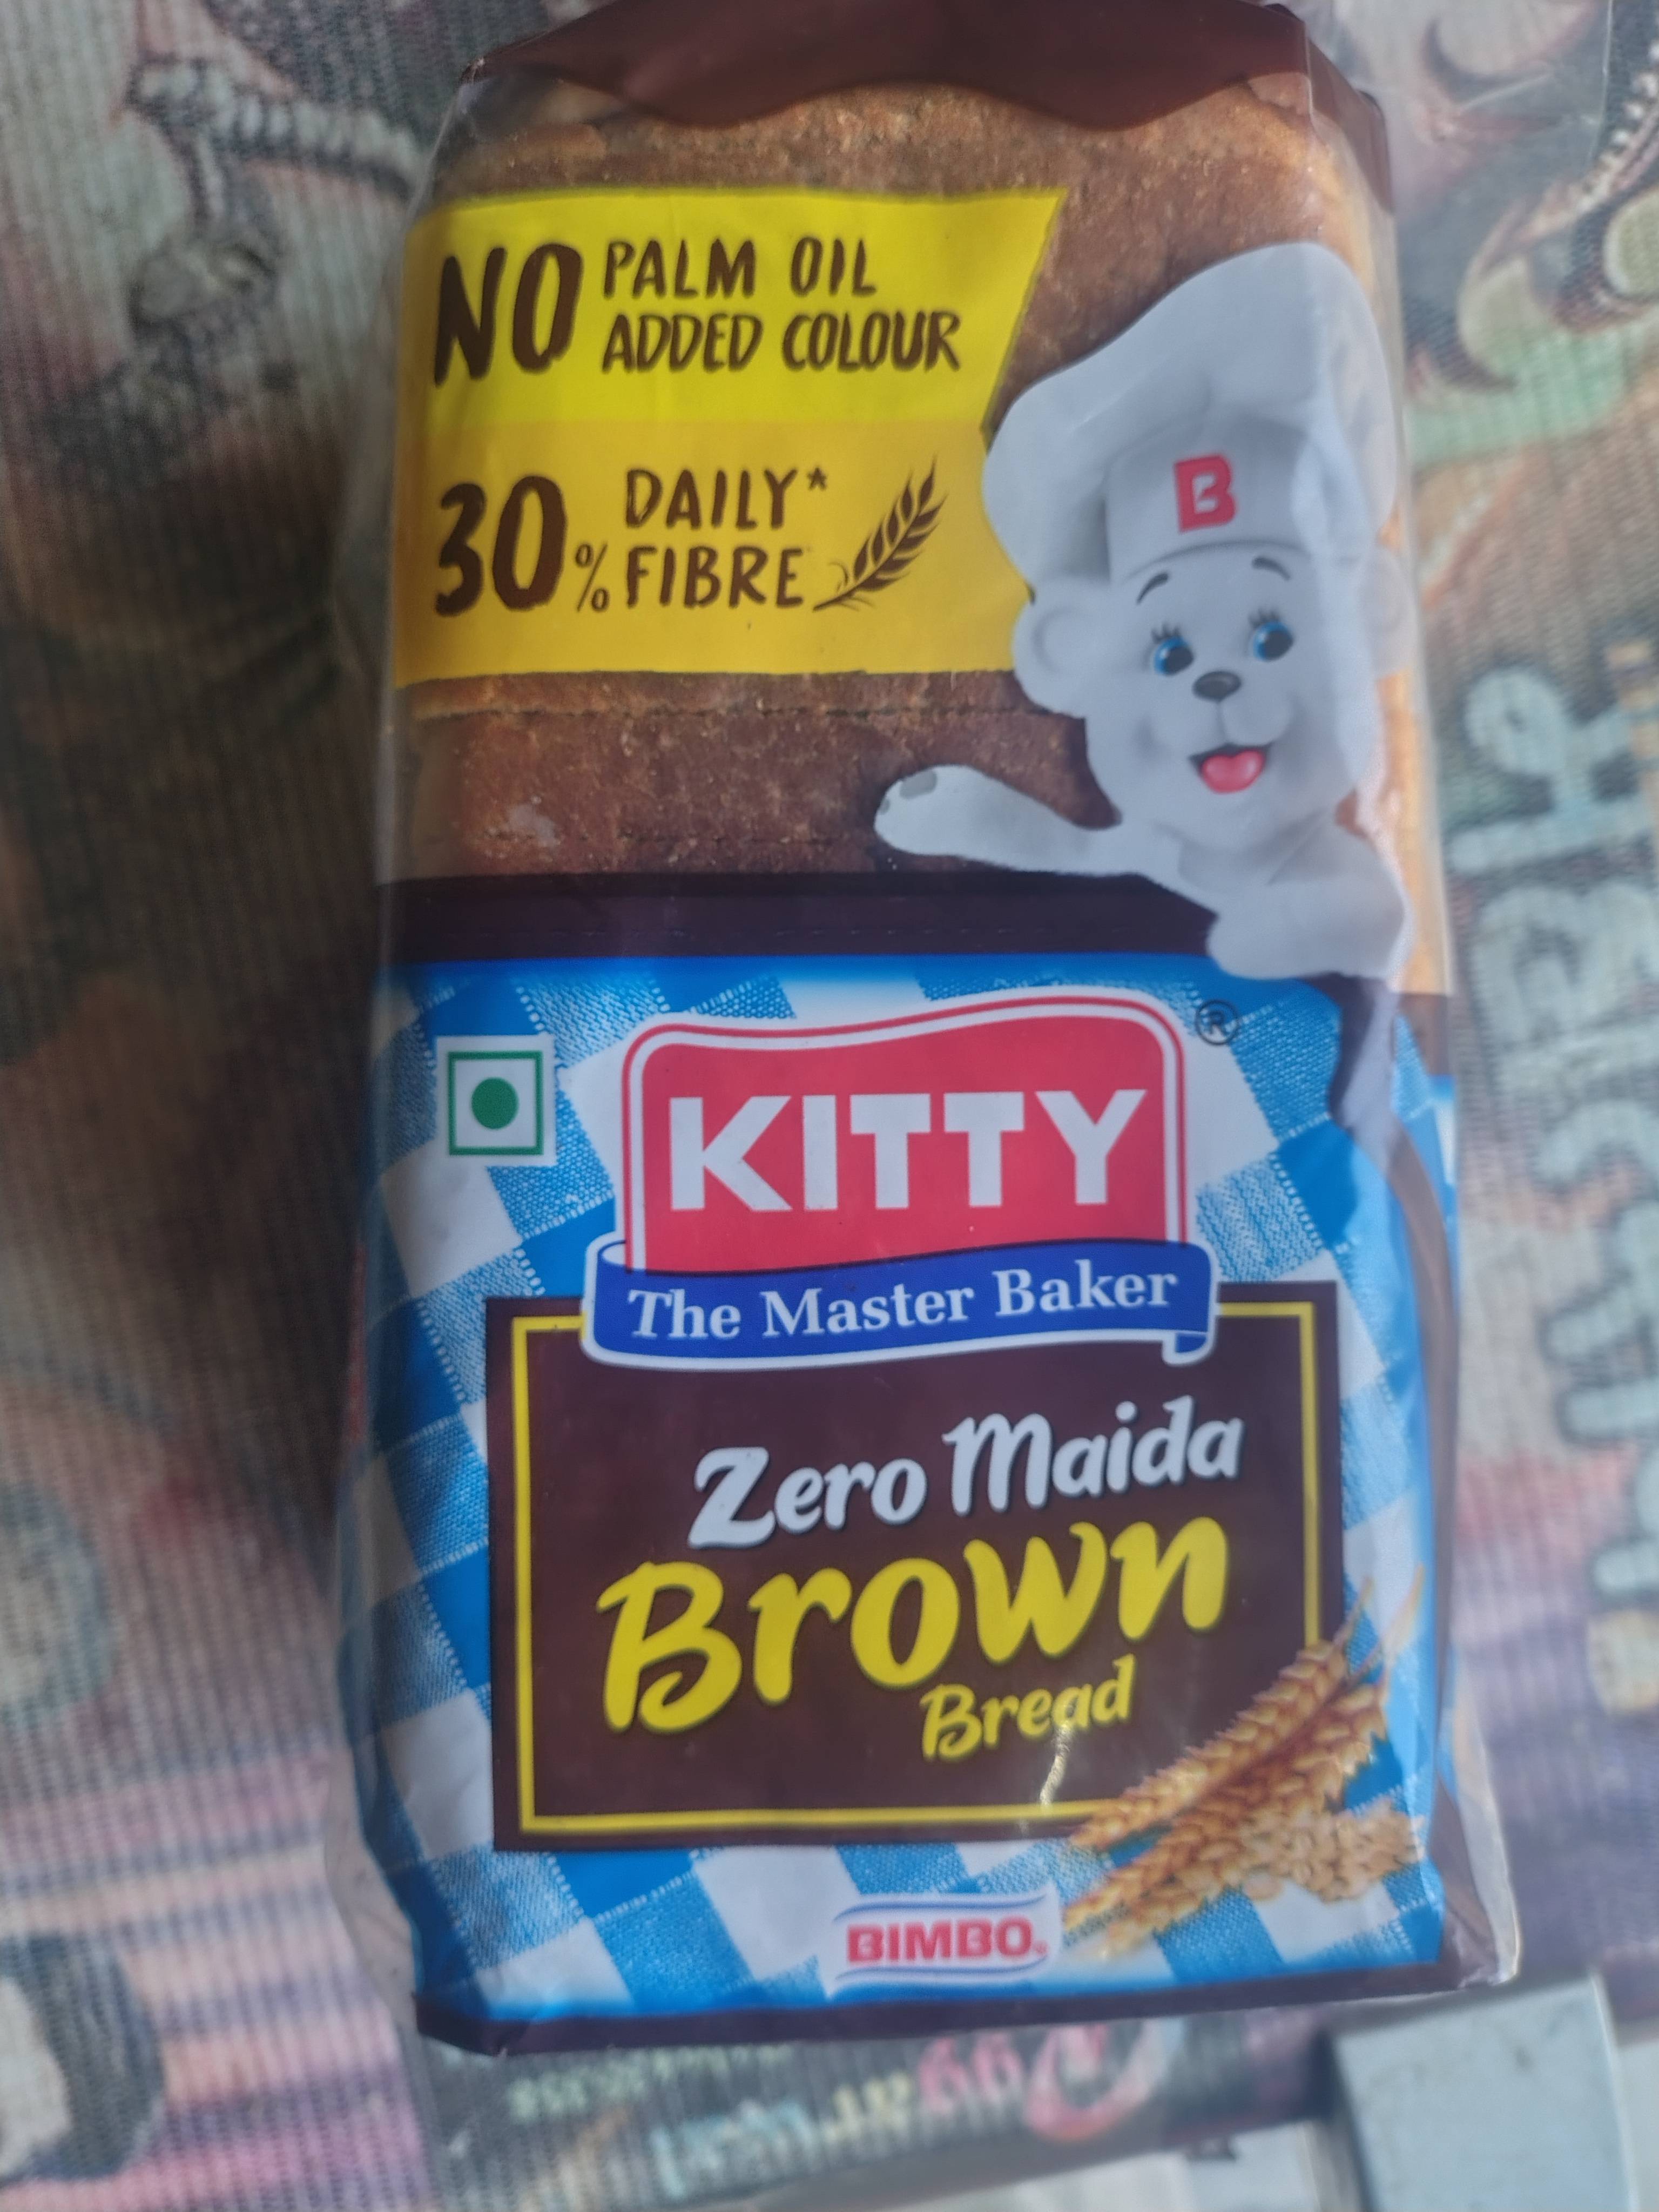 NO PALM OIL
ADDED COLOUR
30% DAILY*
FIBRE
B
KITTY®
The Master Baker
Zero Maida
Brown
Bread
BIMBO®